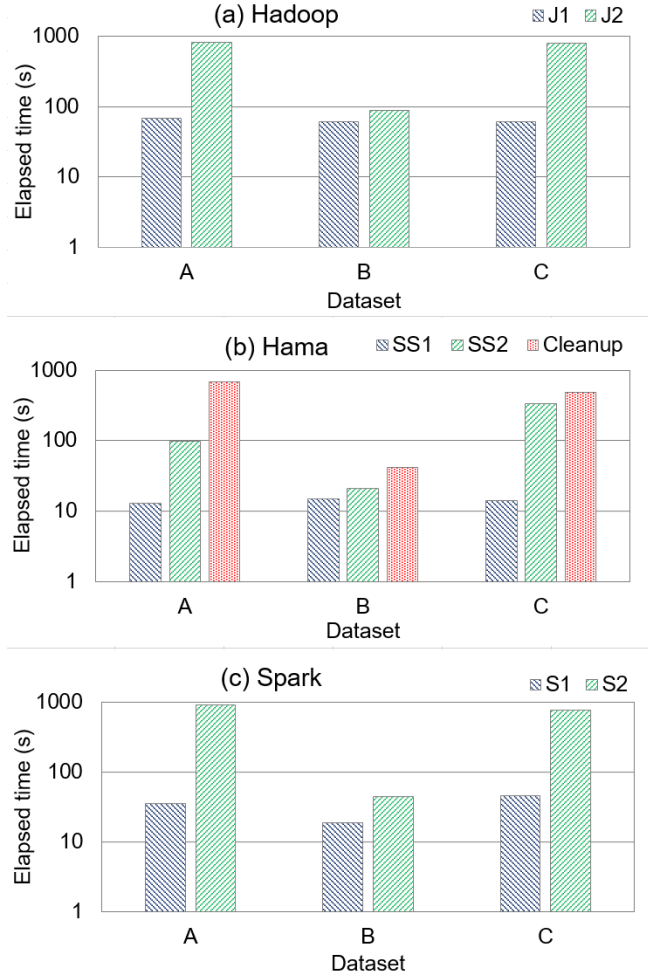 (a) Hadoop
J1 J2
Elapsed time (s)
1000
100
10
1
A B C
Dataset
(b) Hama
SS1 SS2 Cleanup
Elapsed time (s)
1000
100
10
1
A B C
Dataset
(c) Spark
S1 S2
Elapsed time (s)
1000
100
10
1
A B C
Dataset